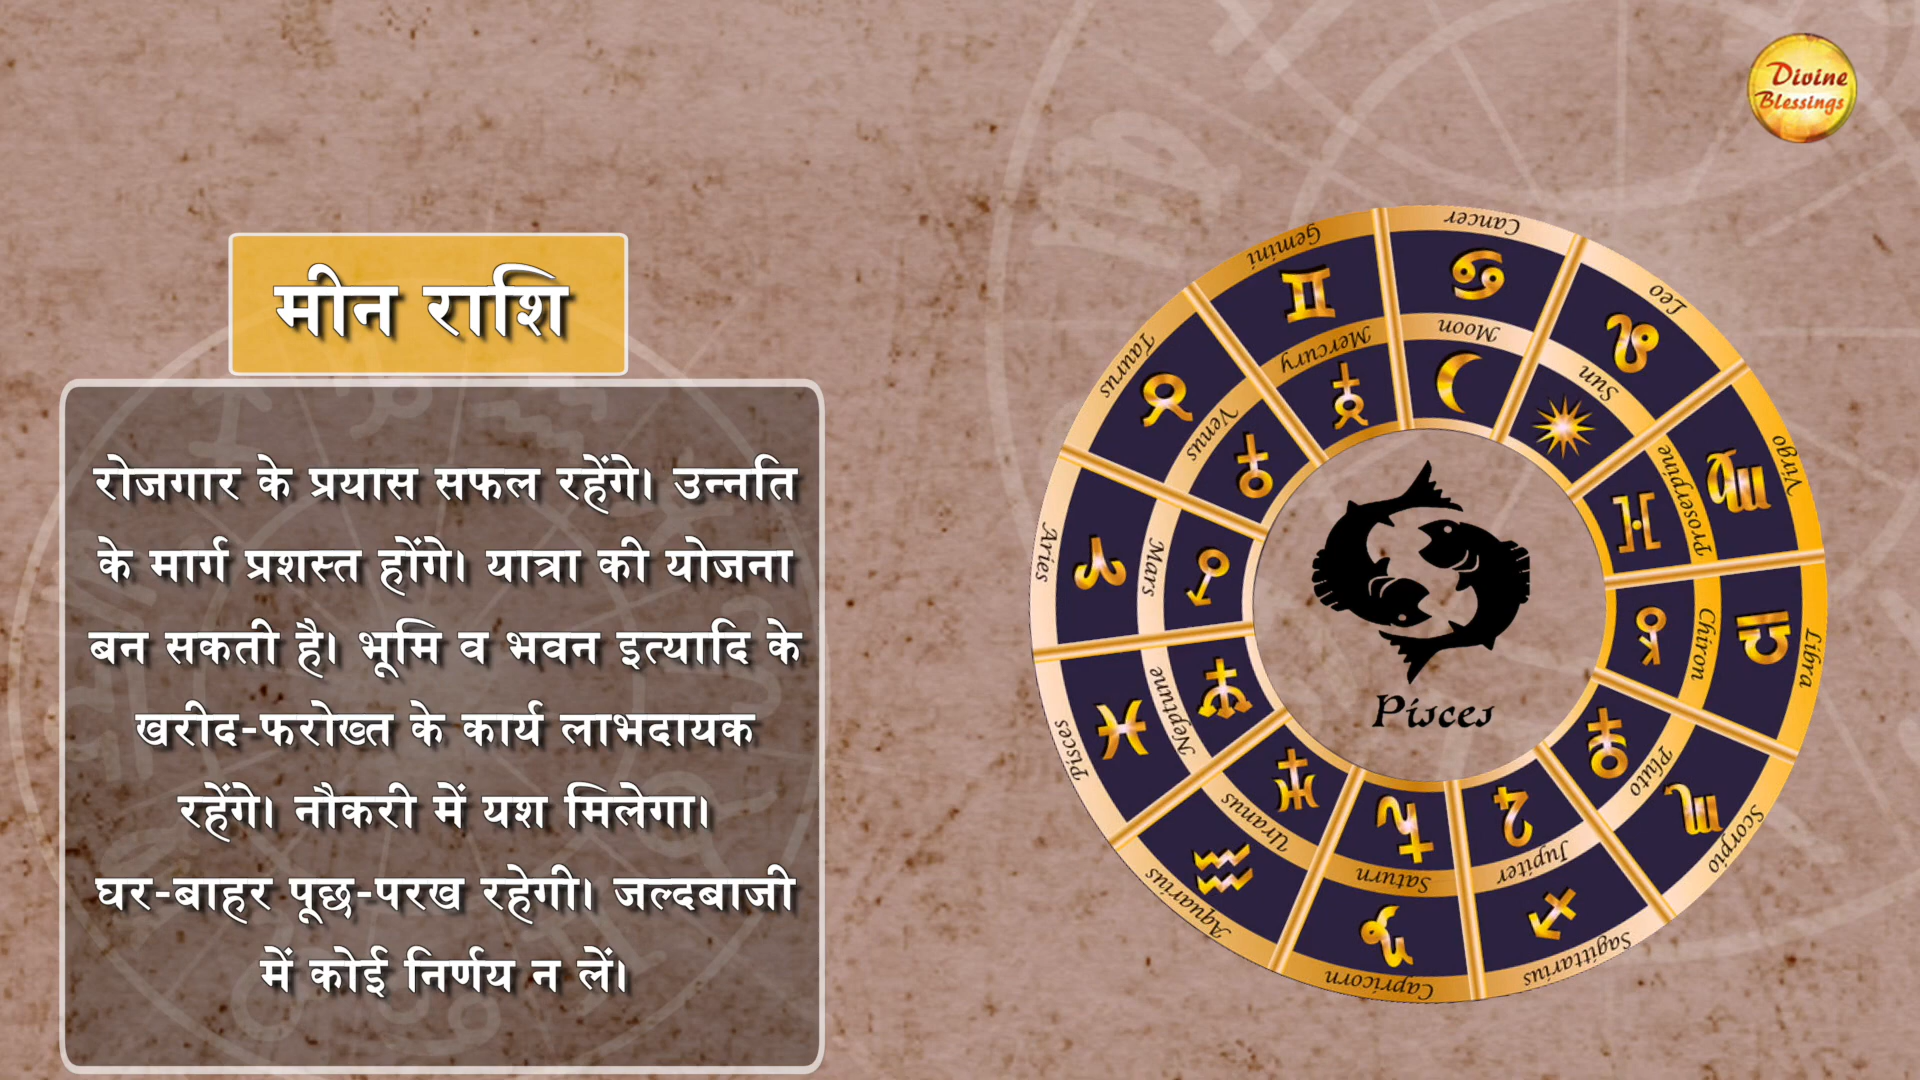 Divine
Blessings
मीन राशि
रोजगार के प्रयास सफल रहेंगे। उन्नति
के मार्ग प्रशस्त होंगे। यात्रा की योजना
बन सकती है। भूमि व भवन इत्यादि के
खरीद-फरोख्त के कार्य लाभदायक
रहेंगे। नौकरी में यश मिलेगा।
घर-बाहर पूछ-परख रहेगी। जल्दबाजी
में कोई निर्णय न लें।
Cancer
Leo
Virgo
Libra
Scorpio
Sagittarius
Capricorn
Aquarius
Pisces
Aries
Taurus
Gemini
Moon
Sun
Proserpine
Chiron
Pluto
Jupiter
Saturn
Uranus
Neptune
Mars
Venus
Mercury
Pisces